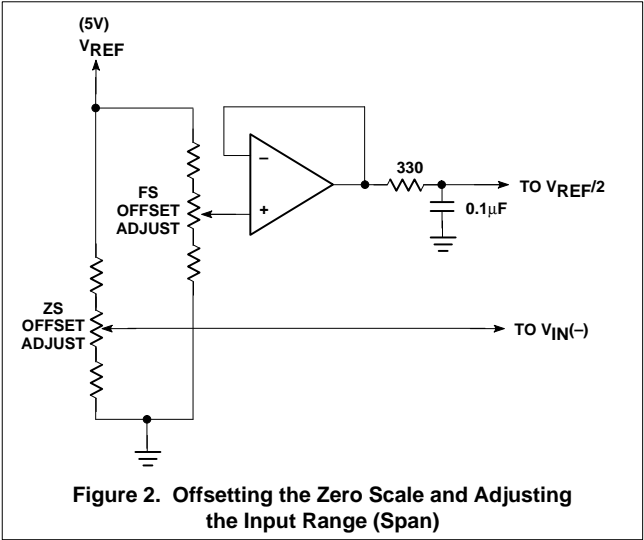 (5V)
VREF
FS
OFFSET
ADJUST
–
+
330
TO VREF/2
0.1µF
ZS
OFFSET
ADJUST
TO VIN(–)
Figure 2. Offsetting the Zero Scale and Adjusting
the Input Range (Span)